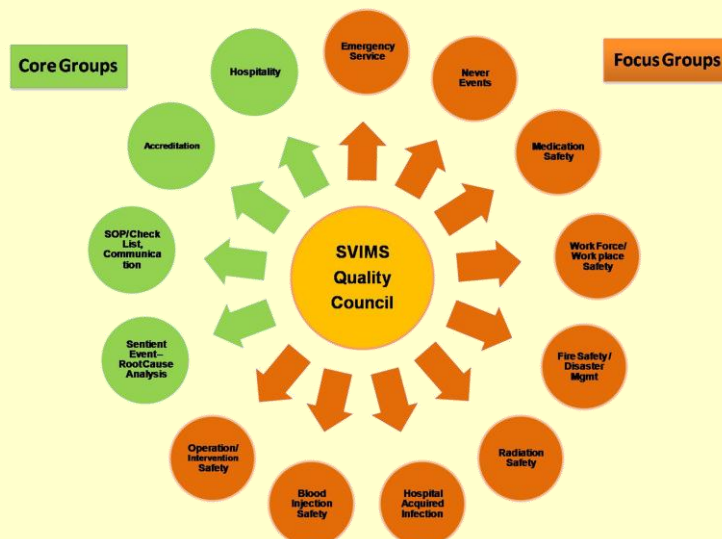 Core Groups
Focus Groups
Emergency
Service
Never
Events
Medication
Safety
Work Force/
Work place
Safety
Fire Safety /
Disaster
Mgmt
Radiation
Safety
Hospital
Acquired
Infection
Blood
Injection
Safety
Operation/
Intervention
Safety
Sentient
Event–
Root Cause
Analysis
SOP/Check
List,
Communica
tion
Accreditation
Hospitality
SVIMS
Quality
Council